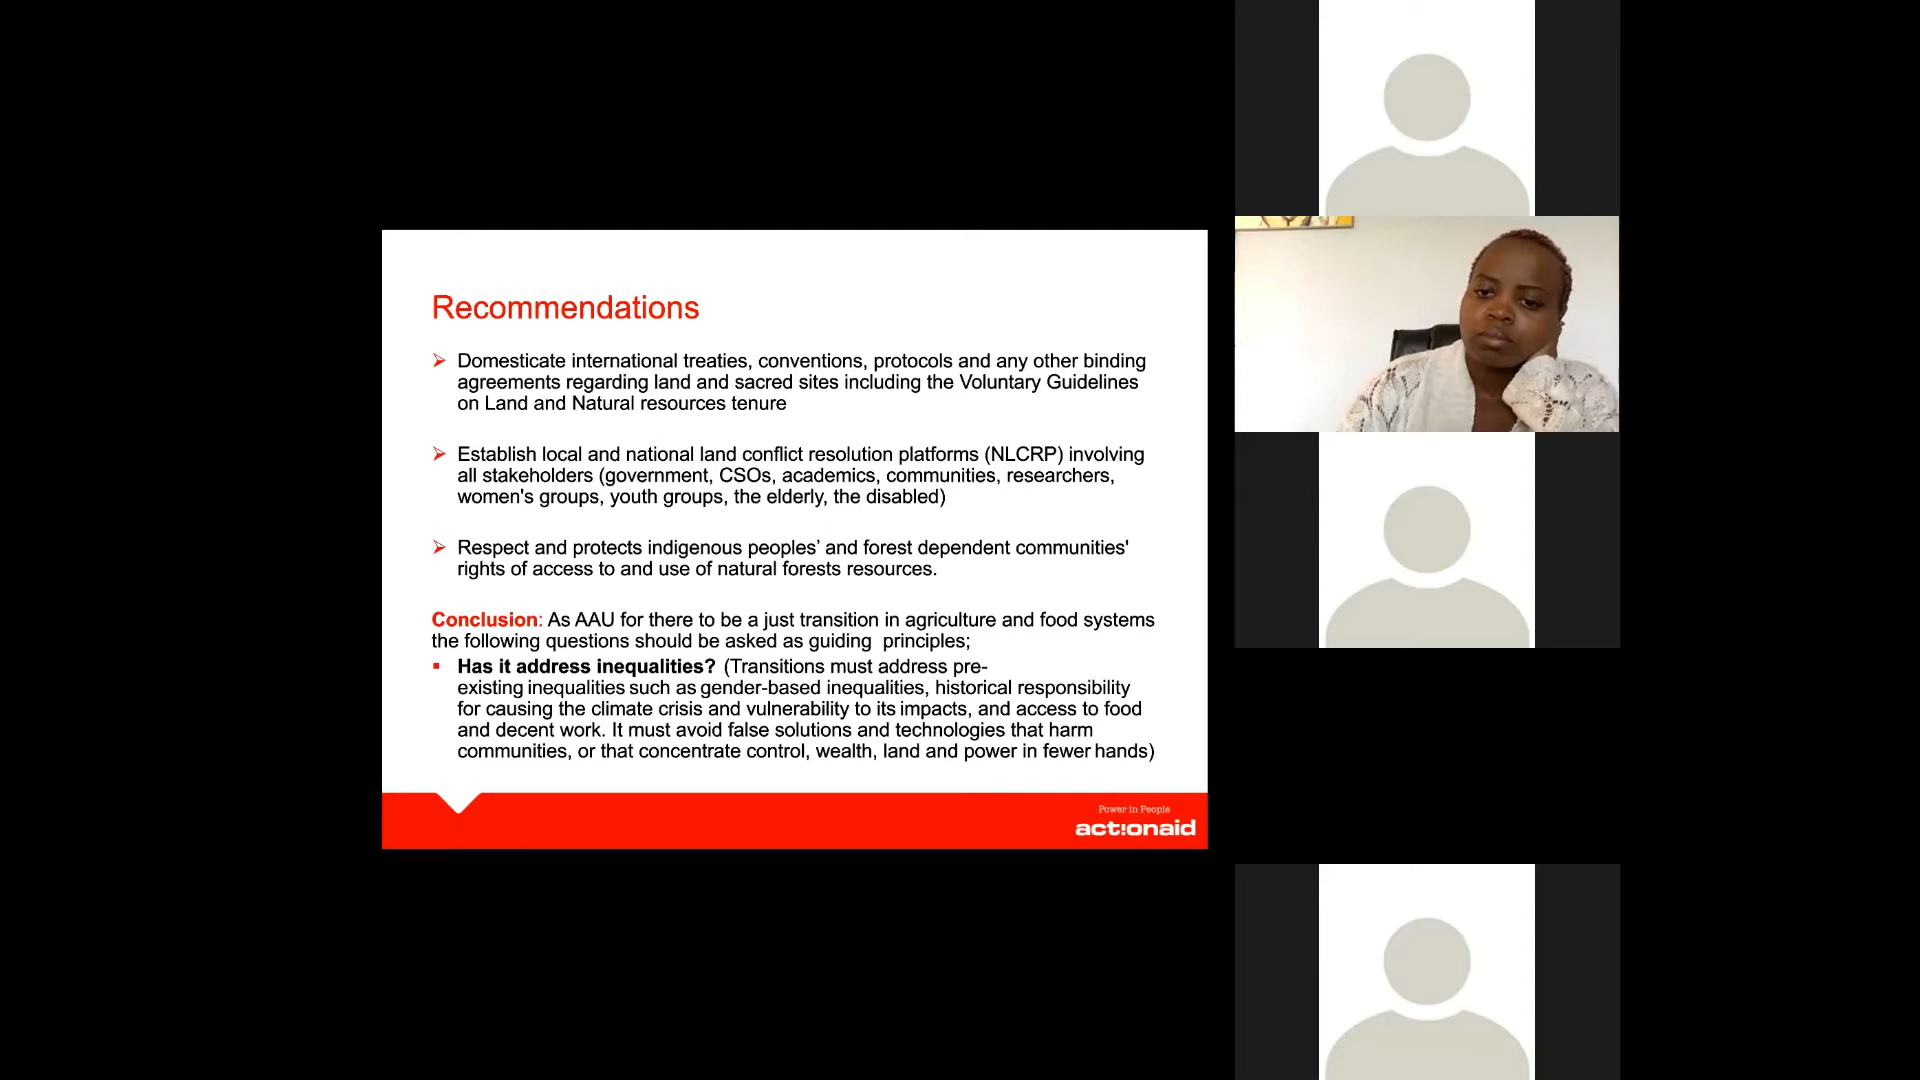 Recommendations
Domesticate international treaties, conventions, protocols and any other binding
agreements regarding land and sacred sites including the Voluntary Guidelines
on Land and Natural resources tenure
Establish local and national land conflict resolution platforms (NLCRP) involving
all stakeholders (government, CSOs, academics, communities, researchers,
women's groups, youth groups, the elderly, the disabled)
Respect and protects indigenous peoples’ and forest dependent communities'
rights of access to and use of natural forests resources.
Conclusion: As AAU for there to be a just transition in agriculture and food systems
the following questions should be asked as guiding principles;
Has it address inequalities? (Transitions must address pre-
existing inequalities such as gender-based inequalities, historical responsibility
for causing the climate crisis and vulnerability to its impacts, and access to food
and decent work. It must avoid false solutions and technologies that harm
communities, or that concentrate control, wealth, land and power in fewer hands)
Power in People
act!onaid